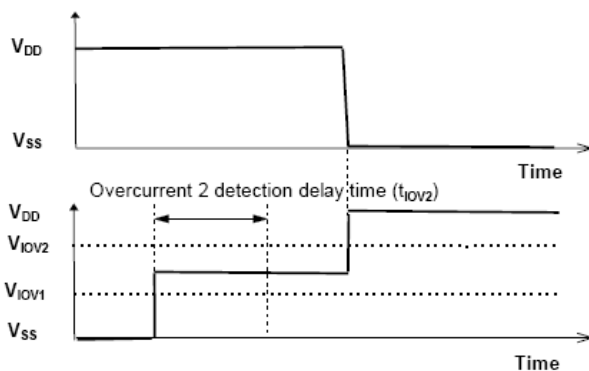 VDD
VSS
Time
Overcurrent 2 detection delay time (tIOV2)
VDD
VIOV2
VIOV1
VSS
Time